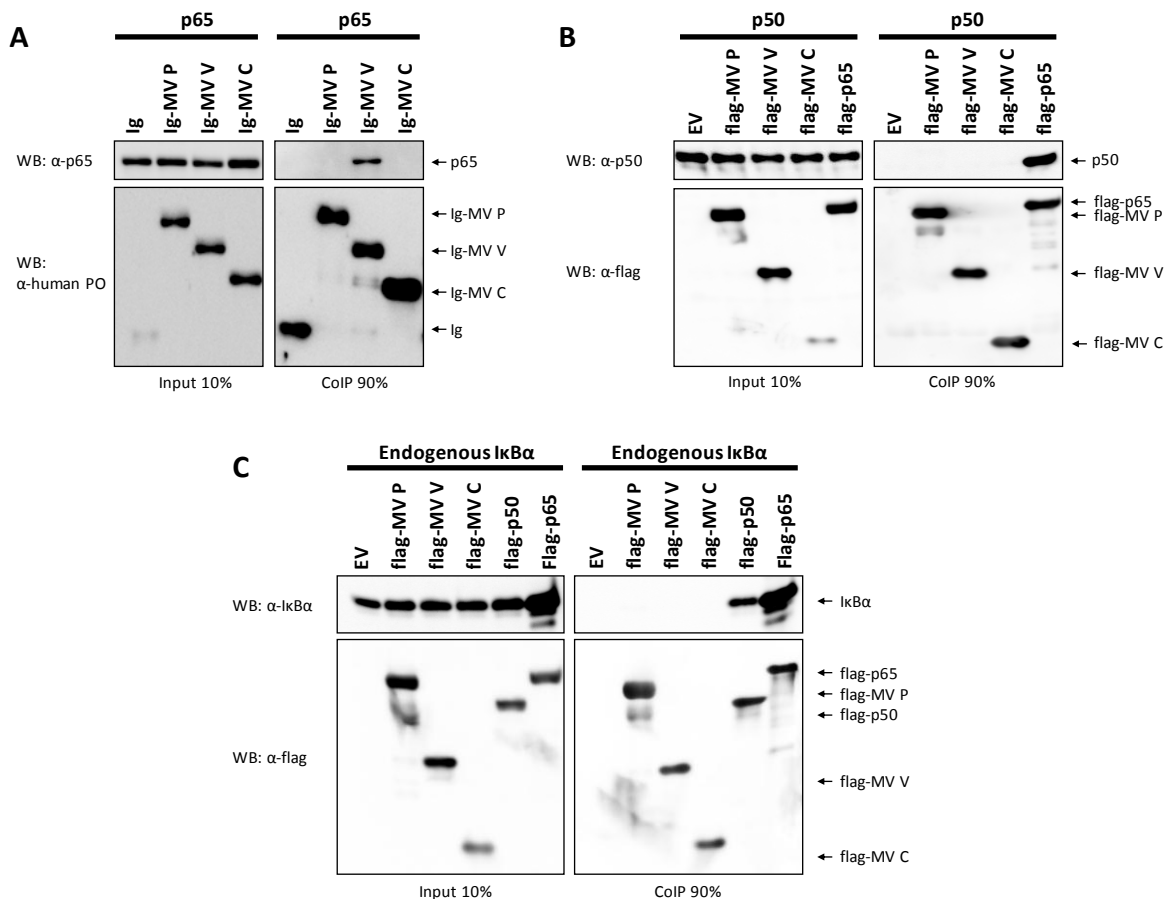 A
p65
p65
Ig
Ig-MV P
Ig-MV V
Ig-MV C
Ig
Ig-MV P
Ig-MV V
Ig-MV C
WB: α-p65
p65
WB:
α-human PO
Ig-MV P
Ig-MV V
Ig-MV C
Ig
Input 10%
CoIP 90%
B
p50
p50
EV
flag-MV P
flag-MV V
flag-MV C
flag-p65
EV
flag-MV P
flag-MV V
flag-MV C
flag-p65
WB: α-p50
p50
WB: α-flag
flag-p65
flag-MV P
flag-MV V
flag-MV C
Input 10%
CoIP 90%
C
Endogenous IκBα
Endogenous IκBα
EV
flag-MV P
flag-MV V
flag-MV C
flag-p50
Flag-p65
EV
flag-MV P
flag-MV V
flag-MV C
flag-p50
Flag-p65
WB: α-IκBα
IκBα
WB: α-flag
flag-p65
flag-MV P
flag-p50
flag-MV V
flag-MV C
Input 10%
CoIP 90%